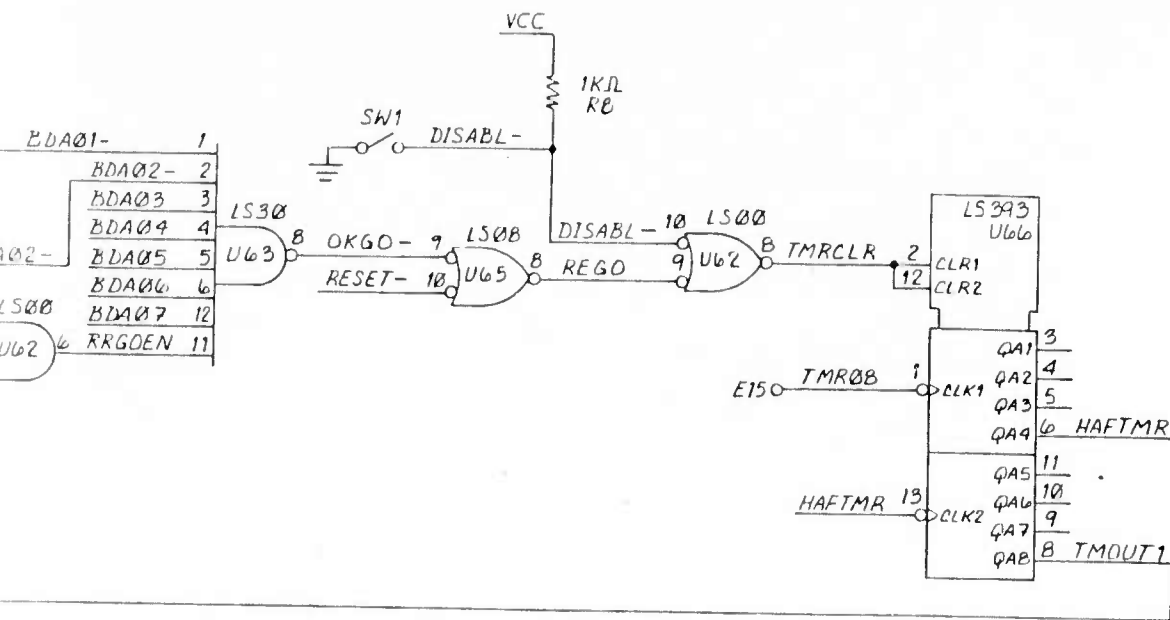 VCC
1KΩ
R8
SW1
DISABL-
BDA01- 1
BDA02- 2
BDA03 3
BDA04 4
BDA05 5
BDA06 6
BDA07 12
RRGOEN 11
A02-
LS00
U62
6
LS30
U63
8
OKGO- 9
RESET- 10
LS08
U65
8
REGO
DISABL- 10
9
LS00
U62
8
TMRCLR
LS393
U66
2 CLR1
12 CLR2
E15
TMR08
1
CLK1
QA1 3
QA2 4
QA3 5
QA4 6 HAFTMR
HAFTMR 13
CLK2
QA5 11
QA6 10
QA7 9
QA8 8 TMOUT1